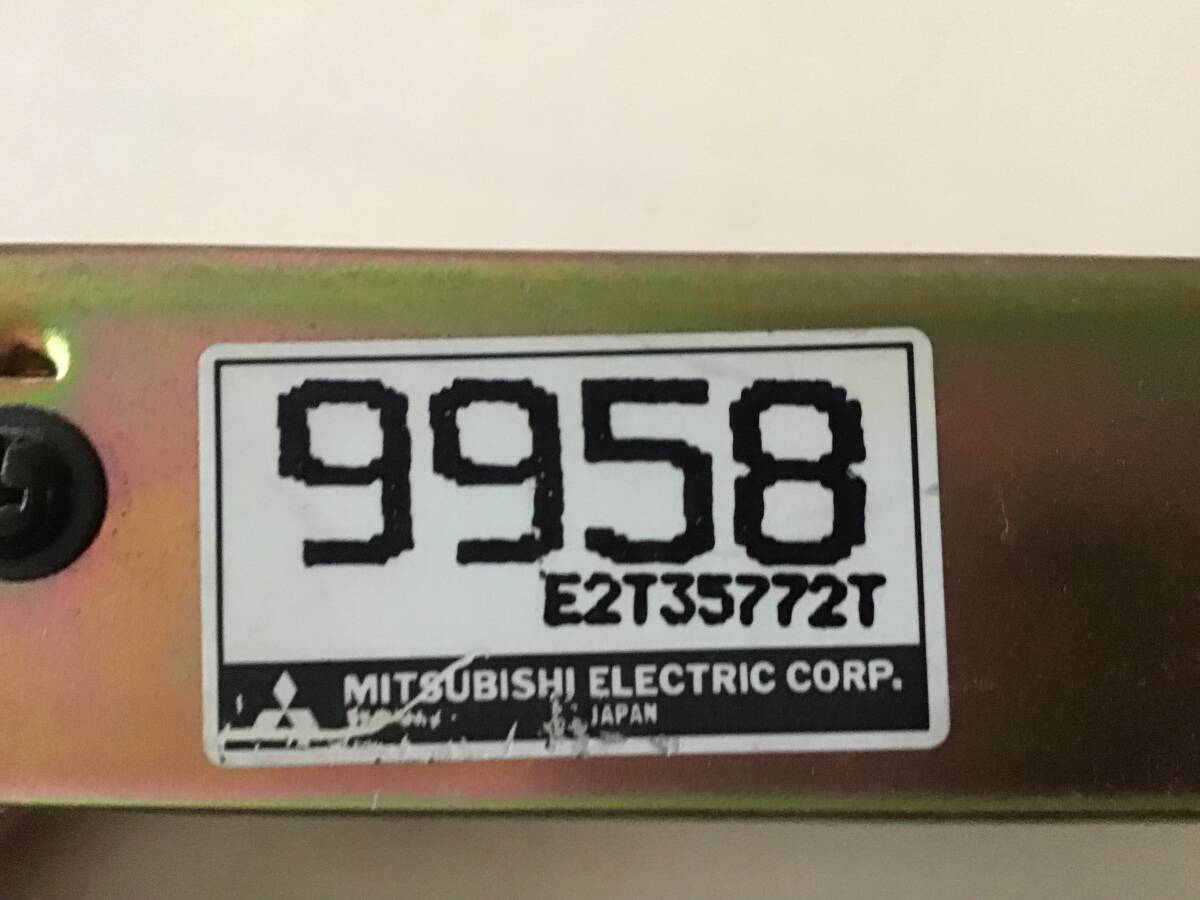 9958
E2T35772T
MITSUBISHI ELECTRIC CORP.
JAPAN